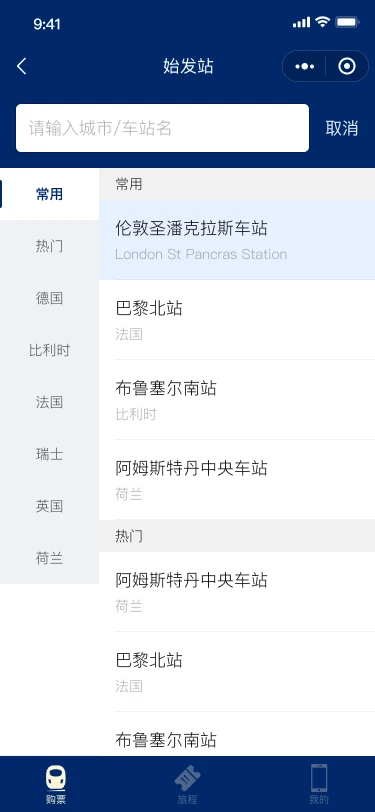 9:41
始发站
请输入城市/车站名
取消
常用
热门
德国
比利时
法国
瑞士
英国
荷兰
常用
伦敦圣潘克拉斯车站
London St Pancras Station
巴黎北站
法国
布鲁塞尔南站
比利时
阿姆斯特丹中央车站
荷兰
热门
阿姆斯特丹中央车站
荷兰
巴黎北站
法国
布鲁塞尔南站
购票
旅程
我的